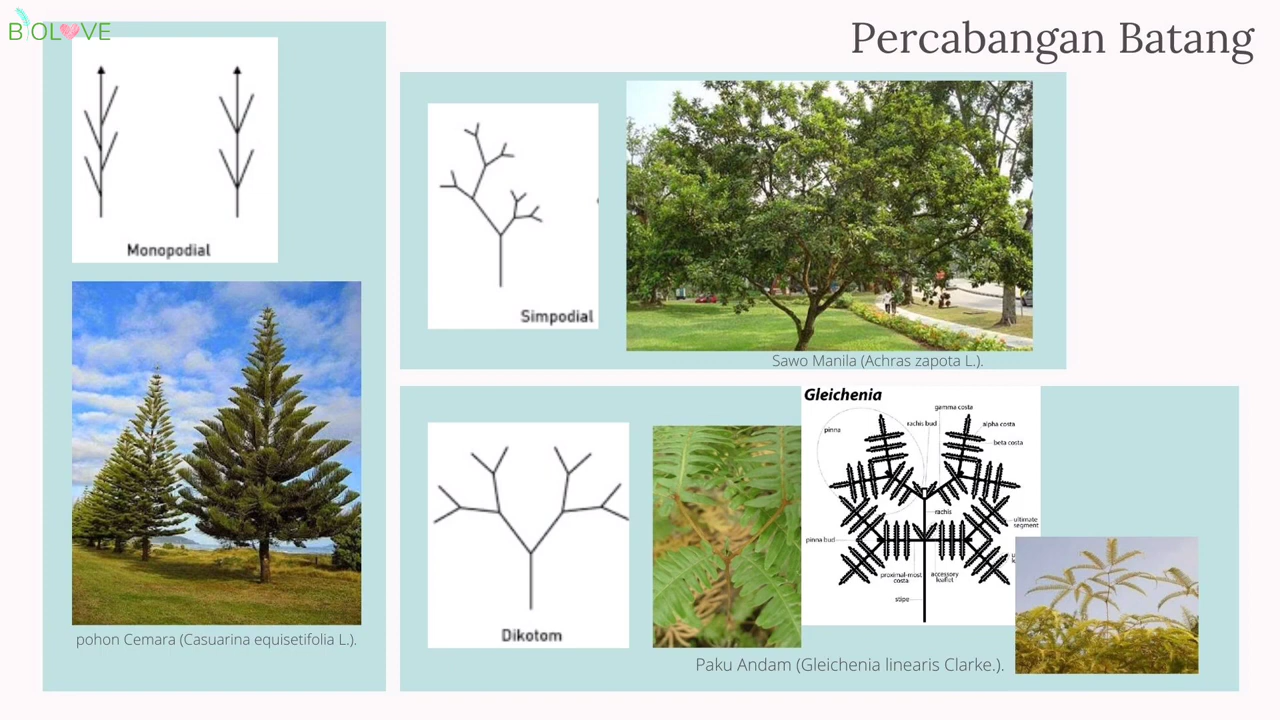 BIOLOVE
Percabangan Batang
Monopodial
pohon Cemara (Casuarina equisetifolia L.).
Simpodial
Sawo Manila (Achras zapota L.).
Dikotom
Gleichenia
gamma costa
rachis bud
alpha costa
pinna
beta costa
rachis
ultimate
segment
pinna bud
proximal-most
costa
accessory
leaflet
stipe
Paku Andam (Gleichenia linearis Clarke.).